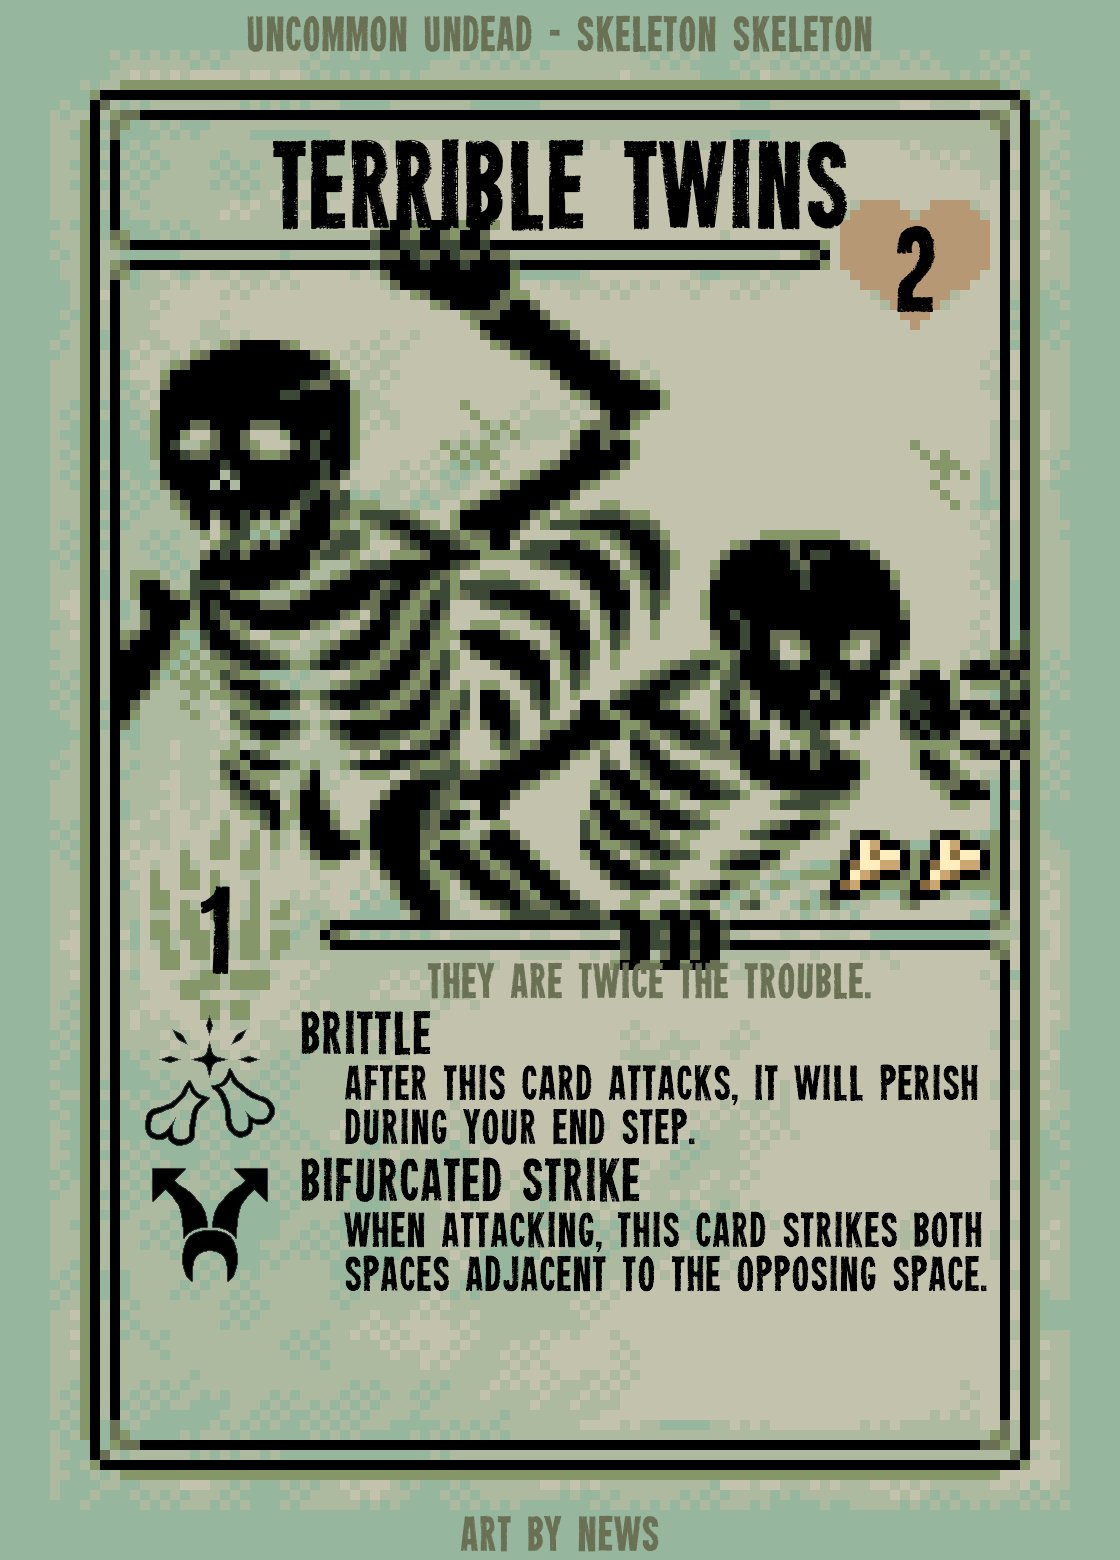 UNCOMMON UNDEAD - SKELETON SKELETON
TERRIBLE TWINS
2
1
THEY ARE TWICE THE TROUBLE.
BRITTLE
AFTER THIS CARD ATTACKS, IT WILL PERISH
DURING YOUR END STEP.
BIFURCATED STRIKE
WHEN ATTACKING, THIS CARD STRIKES BOTH
SPACES ADJACENT TO THE OPPOSING SPACE.
ART BY NEWS